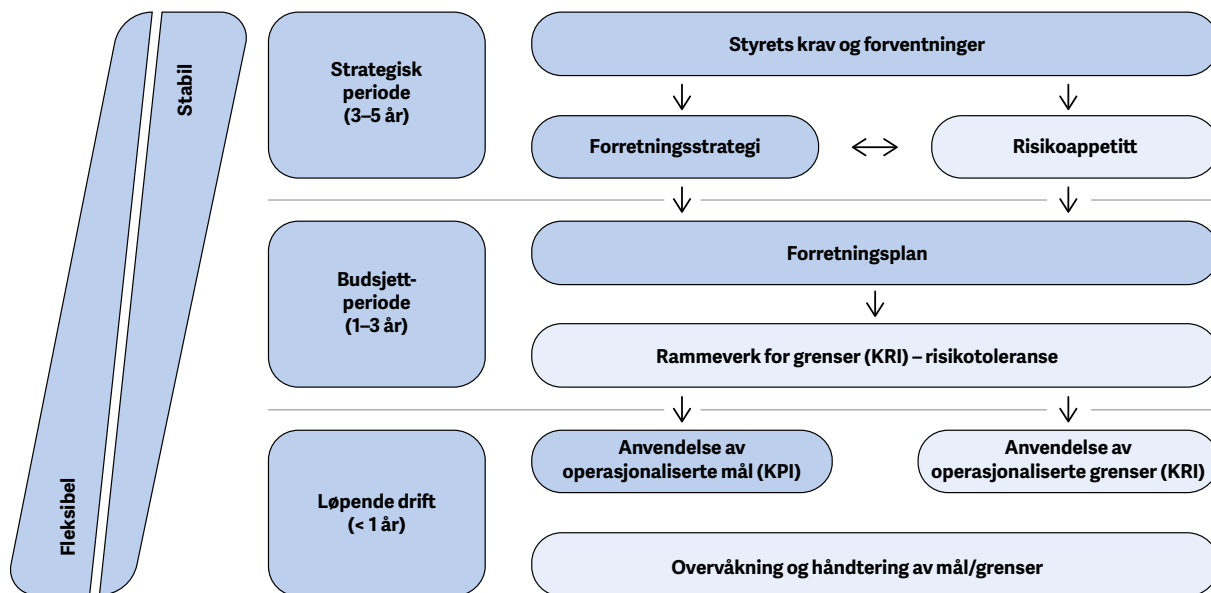 Stabil
Fleksibel
Strategisk
periode
(3–5 år)
Styrets krav og forventninger
Forretningsstrategi
Risikoappetitt
Budsjett-
periode
(1–3 år)
Forretningsplan
Rammeverk for grenser (KRI) – risikotoleranse
Løpende drift
(< 1 år)
Anvendelse av
operasjonaliserte mål (KPI)
Anvendelse av
operasjonaliserte grenser (KRI)
Overvåkning og håndtering av mål/grenser